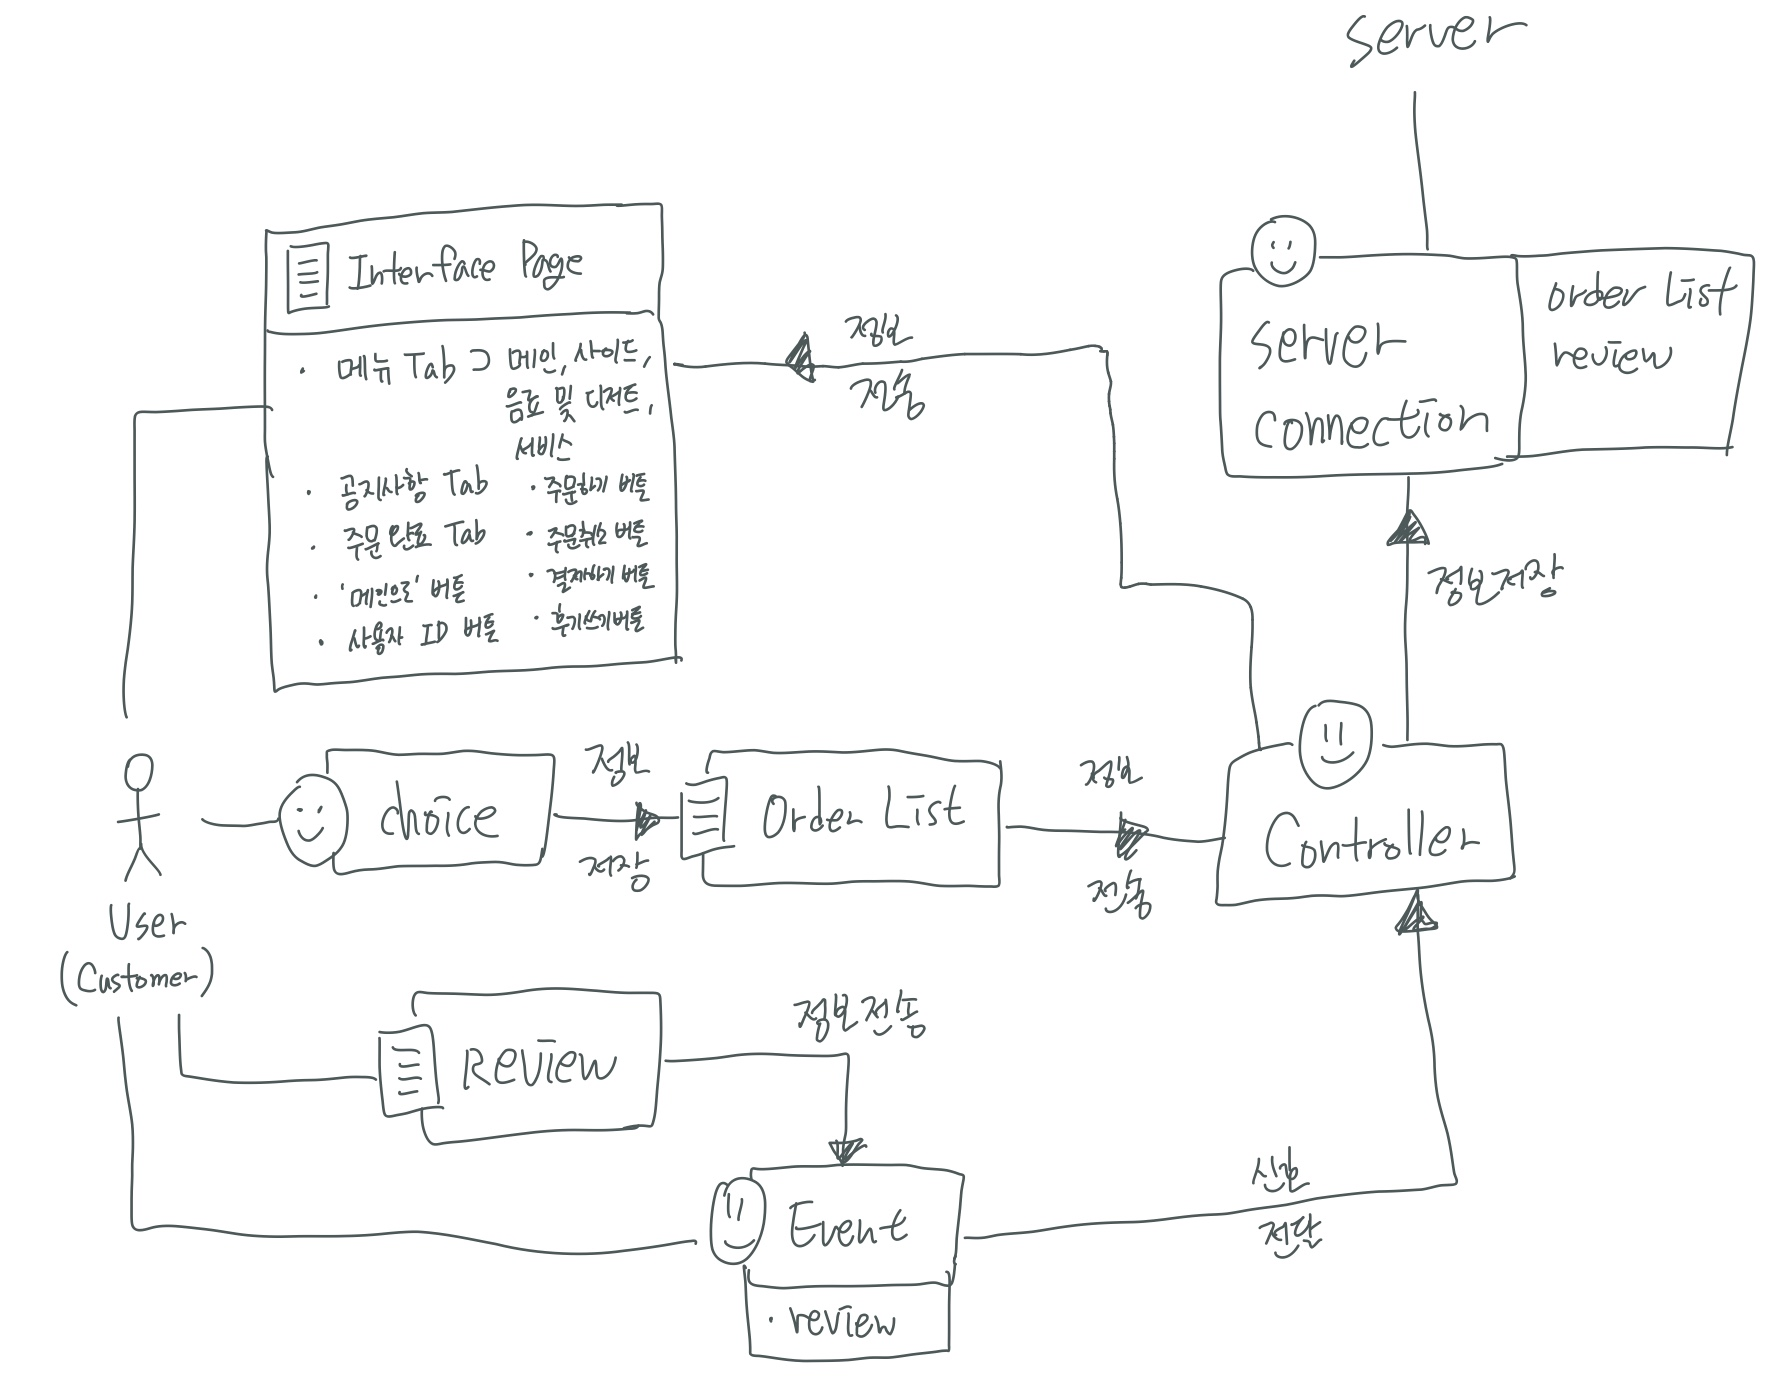 Server
Interface Page
· 메뉴 Tab ⊃ 메인, 사이드,
음료 및 디저트,
서비스
· 공지사항 Tab
· 주문하기 버튼
· 주문 완료 Tab
· 주문취소 버튼
· '메인으로' 버튼
· 결제하기 버튼
· 사용자 ID 버튼
· 후기쓰기버튼
정보
전송
Server
Connection
order List
review
정보저장
User
(Customer)
choice
정보
저장
Order List
정보
전송
Controller
Review
정보전송
Event
· review
신호
전달